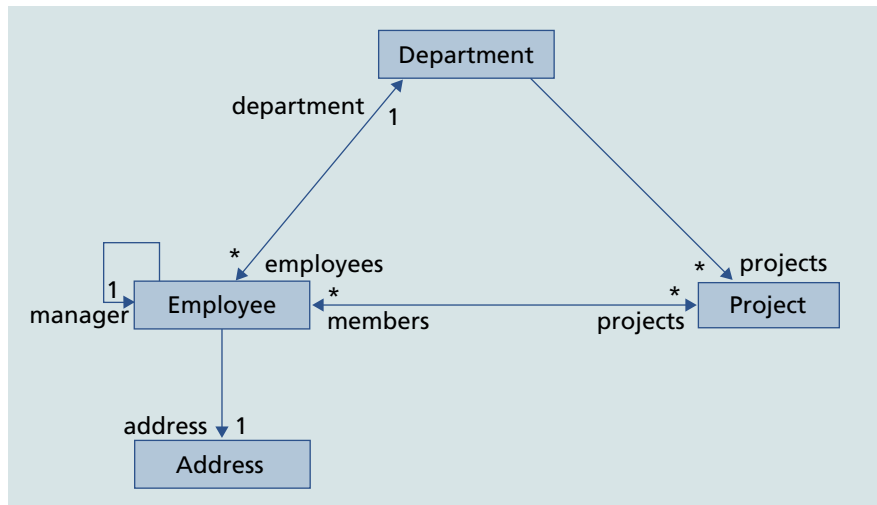 Department
department
1
*
employees
*
projects
1
manager
Employee
*
members
*
projects
Project
address
1
Address